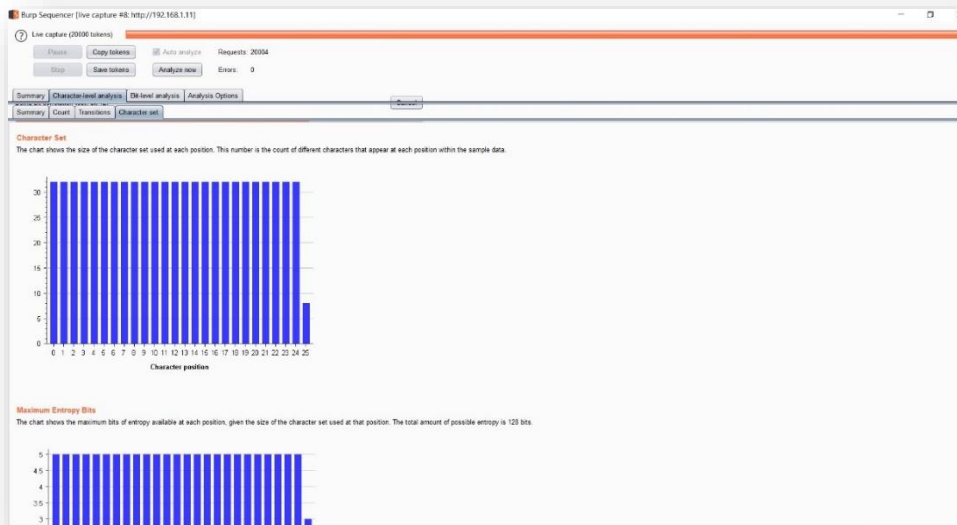 Burp Sequencer [live capture #8: http://192.168.1.11]
? Live capture (20000 tokens)
Pause Copy tokens Auto analyze Requests: 20004
Stop Save tokens Analyze now Errors: 0
Summary Character-level analysis Bit-level analysis Analysis Options
Cancel
Summary Count Transitions Character set
Character Set
The chart shows the size of the character set used at each position. This number is the count of different characters that appear at each position within the sample data.
30
25
20
15
10
5
0
0 1 2 3 4 5 6 7 8 9 10 11 12 13 14 15 16 17 18 19 20 21 22 23 24 25
Character position
Maximum Entropy Bits
The chart shows the maximum bits of entropy available at each position, given the size of the character set used at that position. The total amount of possible entropy is 128 bits.
5
4.5
4
3.5
3